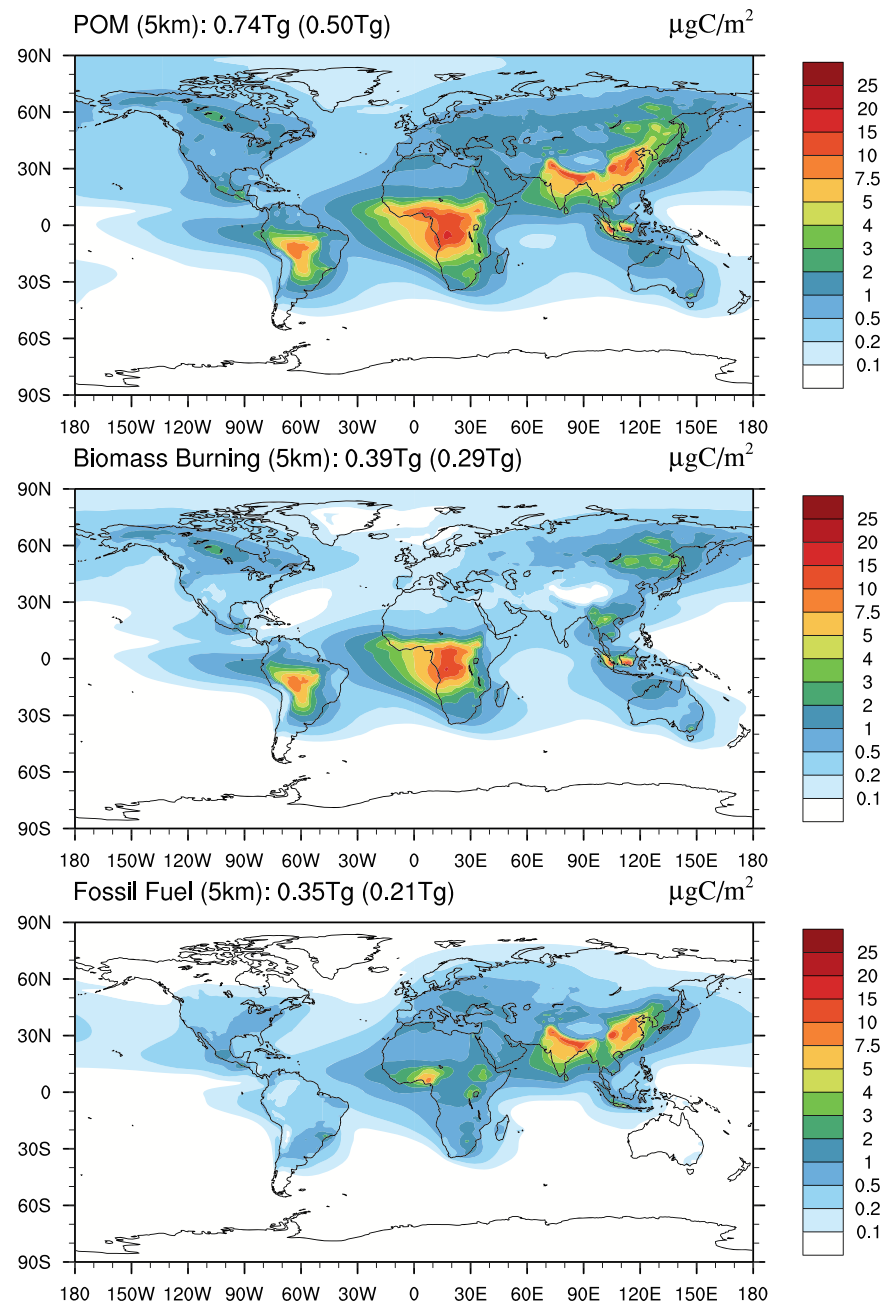 POM (5km): 0.74Tg (0.50Tg) μgC/m²
90N
60N
30N
0
30S
60S
90S
180 150W 120W 90W 60W 30W 0 30E 60E 90E 120E 150E 180
25
20
15
10
7.5
5
4
3
2
1
0.5
0.2
0.1
Biomass Burning (5km): 0.39Tg (0.29Tg) μgC/m²
90N
60N
30N
0
30S
60S
90S
180 150W 120W 90W 60W 30W 0 30E 60E 90E 120E 150E 180
25
20
15
10
7.5
5
4
3
2
1
0.5
0.2
0.1
Fossil Fuel (5km): 0.35Tg (0.21Tg) μgC/m²
90N
60N
30N
0
30S
60S
90S
180 150W 120W 90W 60W 30W 0 30E 60E 90E 120E 150E 180
25
20
15
10
7.5
5
4
3
2
1
0.5
0.2
0.1